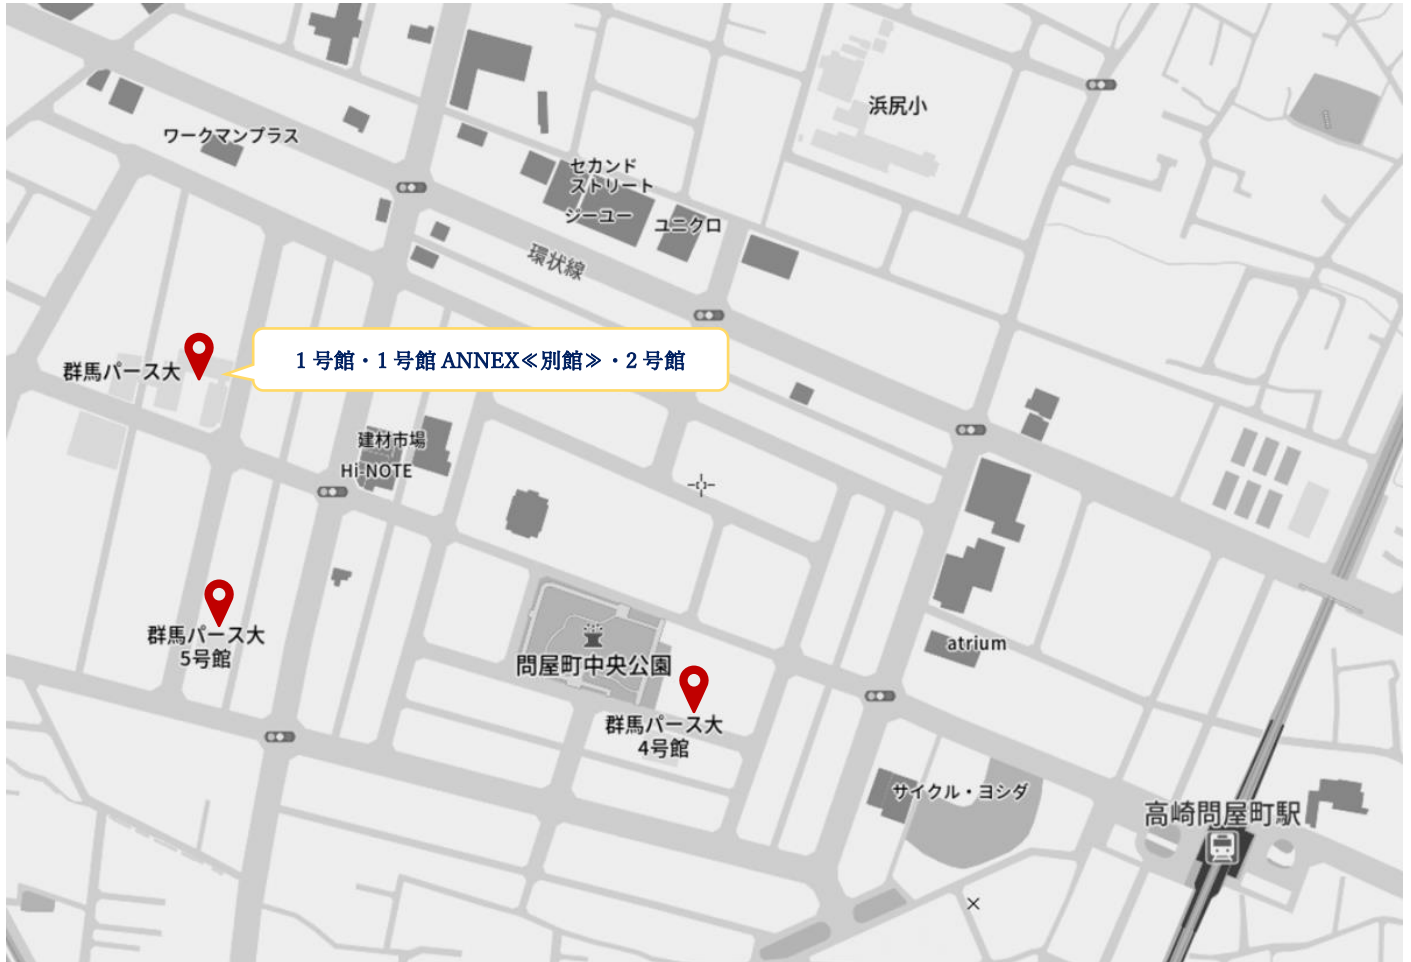 浜尻小
ワークマンプラス
セカンド
ストリート
ジーユー
ユニクロ
環状線
1号館・1号館 ANNEX≪別館≫・2号館
群馬パース大
建材市場
Hi-NOTE
群馬パース大
5号館
atrium
問屋町中央公園
群馬パース大
4号館
サイクル・ヨシダ
高崎問屋町駅